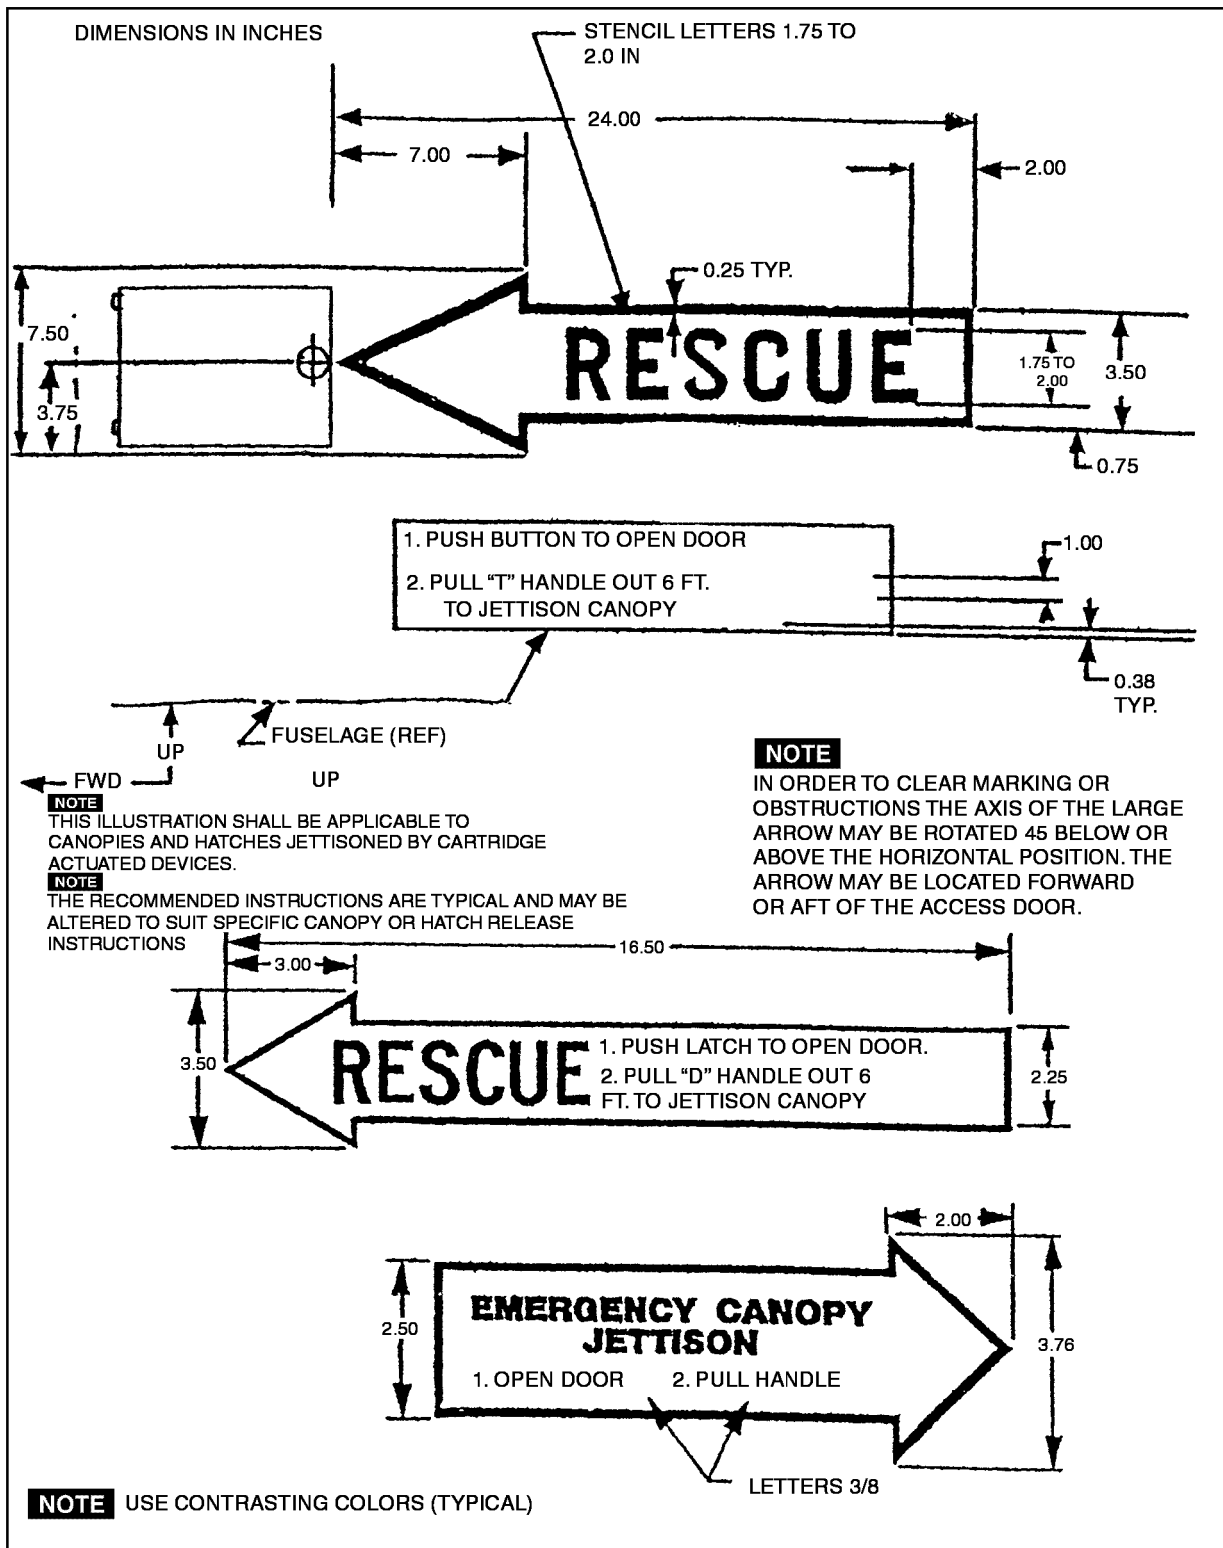 DIMENSIONS IN INCHES
STENCIL LETTERS 1.75 TO
2.0 IN
24.00
7.00
2.00
0.25 TYP.
7.50
3.75
RESCUE
1.75 TO
2.00
3.50
0.75
1. PUSH BUTTON TO OPEN DOOR
2. PULL “T” HANDLE OUT 6 FT.
TO JETTISON CANOPY
1.00
0.38
TYP.
UP
FUSELAGE (REF)
FWD
UP
NOTE
THIS ILLUSTRATION SHALL BE APPLICABLE TO
CANOPIES AND HATCHES JETTISONED BY CARTRIDGE
ACTUATED DEVICES.
NOTE
THE RECOMMENDED INSTRUCTIONS ARE TYPICAL AND MAY BE
ALTERED TO SUIT SPECIFIC CANOPY OR HATCH RELEASE
INSTRUCTIONS
NOTE
IN ORDER TO CLEAR MARKING OR
OBSTRUCTIONS THE AXIS OF THE LARGE
ARROW MAY BE ROTATED 45 BELOW OR
ABOVE THE HORIZONTAL POSITION. THE
ARROW MAY BE LOCATED FORWARD
OR AFT OF THE ACCESS DOOR.
16.50
3.00
3.50
RESCUE
1. PUSH LATCH TO OPEN DOOR.
2. PULL “D” HANDLE OUT 6
FT. TO JETTISON CANOPY
2.25
2.00
2.50
EMERGENCY CANOPY
JETTISON
1. OPEN DOOR 2. PULL HANDLE
3.76
LETTERS 3/8
NOTE USE CONTRASTING COLORS (TYPICAL)